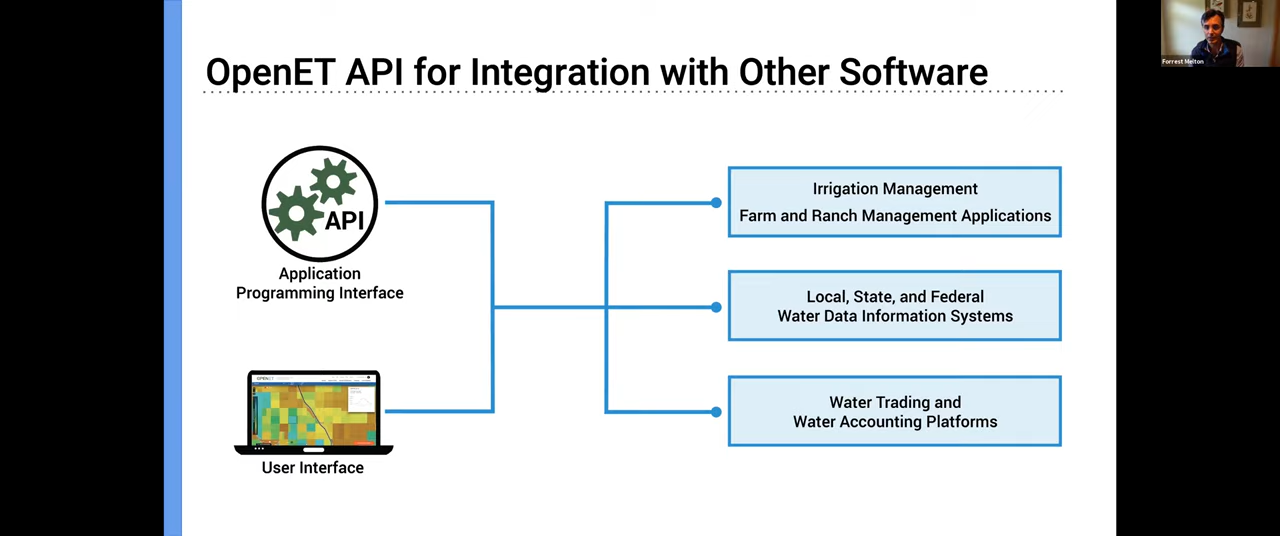 OpenET API for Integration with Other Software
Forrest Melton
API
Application
Programming Interface
OPENET
User Interface
Irrigation Management
Farm and Ranch Management Applications
Local, State, and Federal
Water Data Information Systems
Water Trading and
Water Accounting Platforms